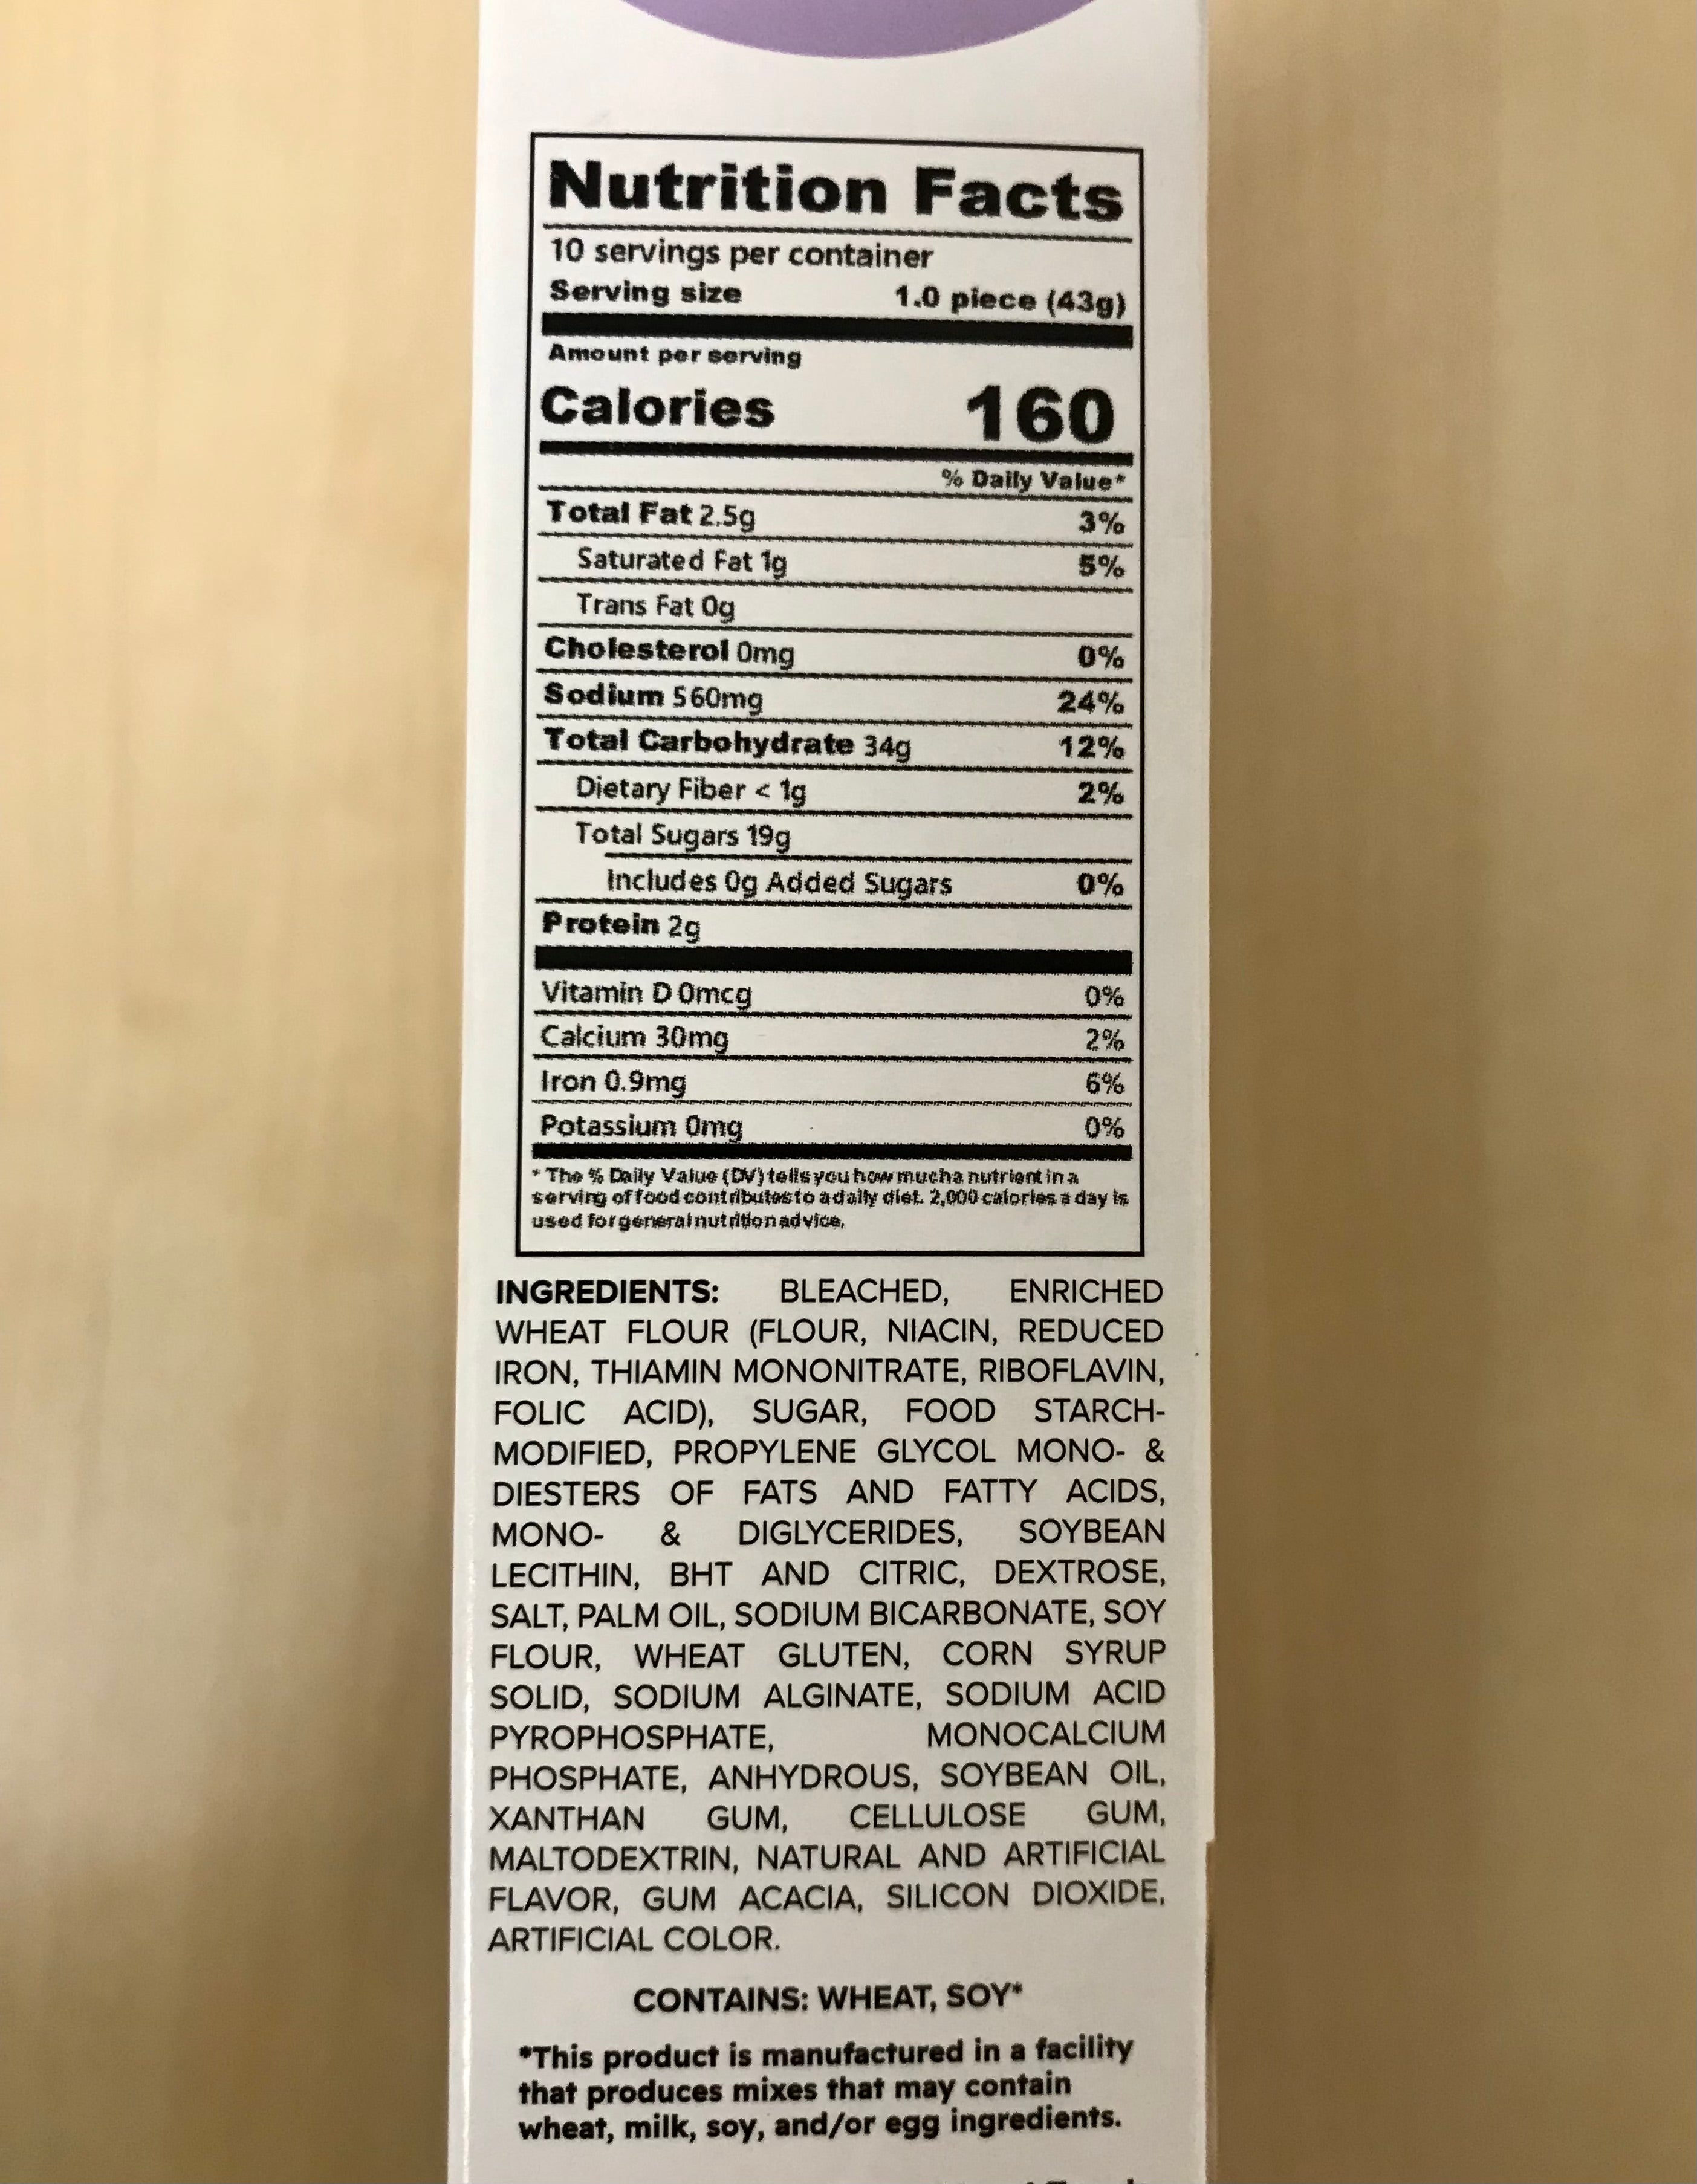 Nutrition Facts
10 servings per container
Serving size 1.0 piece (43g)
Amount per serving
Calories 160
% Daily Value*
Total Fat 2.5g 3%
Saturated Fat 1g 5%
Trans Fat 0g
Cholesterol 0mg 0%
Sodium 560mg 24%
Total Carbohydrate 34g 12%
Dietary Fiber < 1g 2%
Total Sugars 19g
Includes 0g Added Sugars 0%
Protein 2g
Vitamin D 0mcg 0%
Calcium 30mg 2%
Iron 0.9mg 6%
Potassium 0mg 0%
* The % Daily Value (DV) tells you how much a nutrient in a
serving of food contributes to a daily diet. 2,000 calories a day is
used for general nutrition advice.
INGREDIENTS: BLEACHED, ENRICHED
WHEAT FLOUR (FLOUR, NIACIN, REDUCED
IRON, THIAMIN MONONITRATE, RIBOFLAVIN,
FOLIC ACID), SUGAR, FOOD STARCH-
MODIFIED, PROPYLENE GLYCOL MONO- &
DIESTERS OF FATS AND FATTY ACIDS,
MONO- & DIGLYCERIDES, SOYBEAN
LECITHIN, BHT AND CITRIC, DEXTROSE,
SALT, PALM OIL, SODIUM BICARBONATE, SOY
FLOUR, WHEAT GLUTEN, CORN SYRUP
SOLID, SODIUM ALGINATE, SODIUM ACID
PYROPHOSPHATE, MONOCALCIUM
PHOSPHATE, ANHYDROUS, SOYBEAN OIL,
XANTHAN GUM, CELLULOSE GUM,
MALTODEXTRIN, NATURAL AND ARTIFICIAL
FLAVOR, GUM ACACIA, SILICON DIOXIDE,
ARTIFICIAL COLOR.
CONTAINS: WHEAT, SOY*
*This product is manufactured in a facility
that produces mixes that may contain
wheat, milk, soy, and/or egg ingredients.